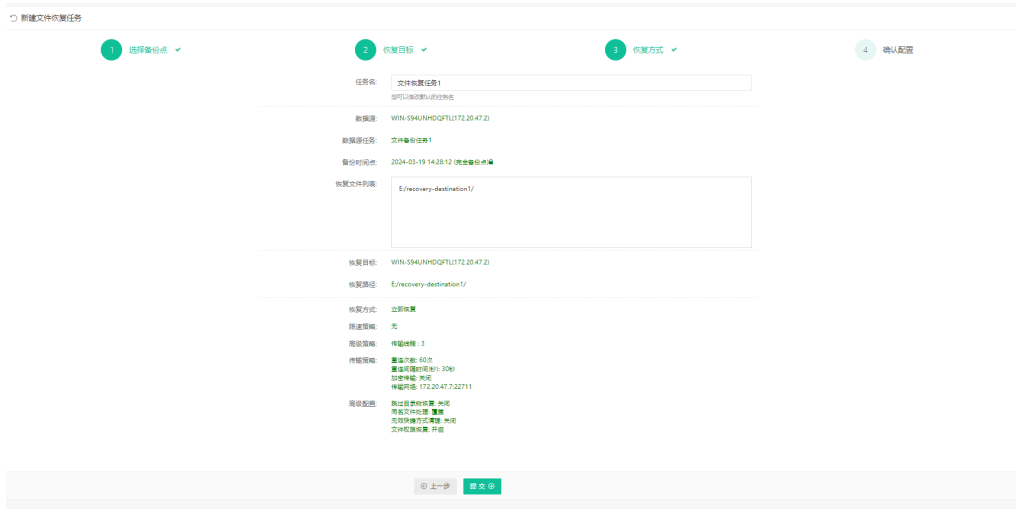 新建文件恢复任务
1 选择备份点
2 恢复目标
3 恢复方式
4 确认配置
任务名: 文件恢复任务1
您可以修改默认的任务名
数据源: WIN-S94UNHDQFTL(172.20.47.2)
数据源任务: 文件备份任务1
备份时间点: 2024-03-19 14:28:12 (完全备份点)
恢复文件列表: E:/recovery-destination1/
恢复目标: WIN-S94UNHDQFTL(172.20.47.2)
恢复路径: E:/recovery-destination1/
恢复方式: 立即恢复
限速策略: 无
高级策略: 传输线程 : 3
传输策略: 重连次数: 60次
重连间隔时间(秒): 30秒
加密传输: 关闭
传输网络: 172.20.47.7:22711
高级配置: 跳过目录树恢复: 关闭
同名文件处理: 覆盖
无效快捷方式清理: 关闭
文件权限恢复: 开启
上一步 提交